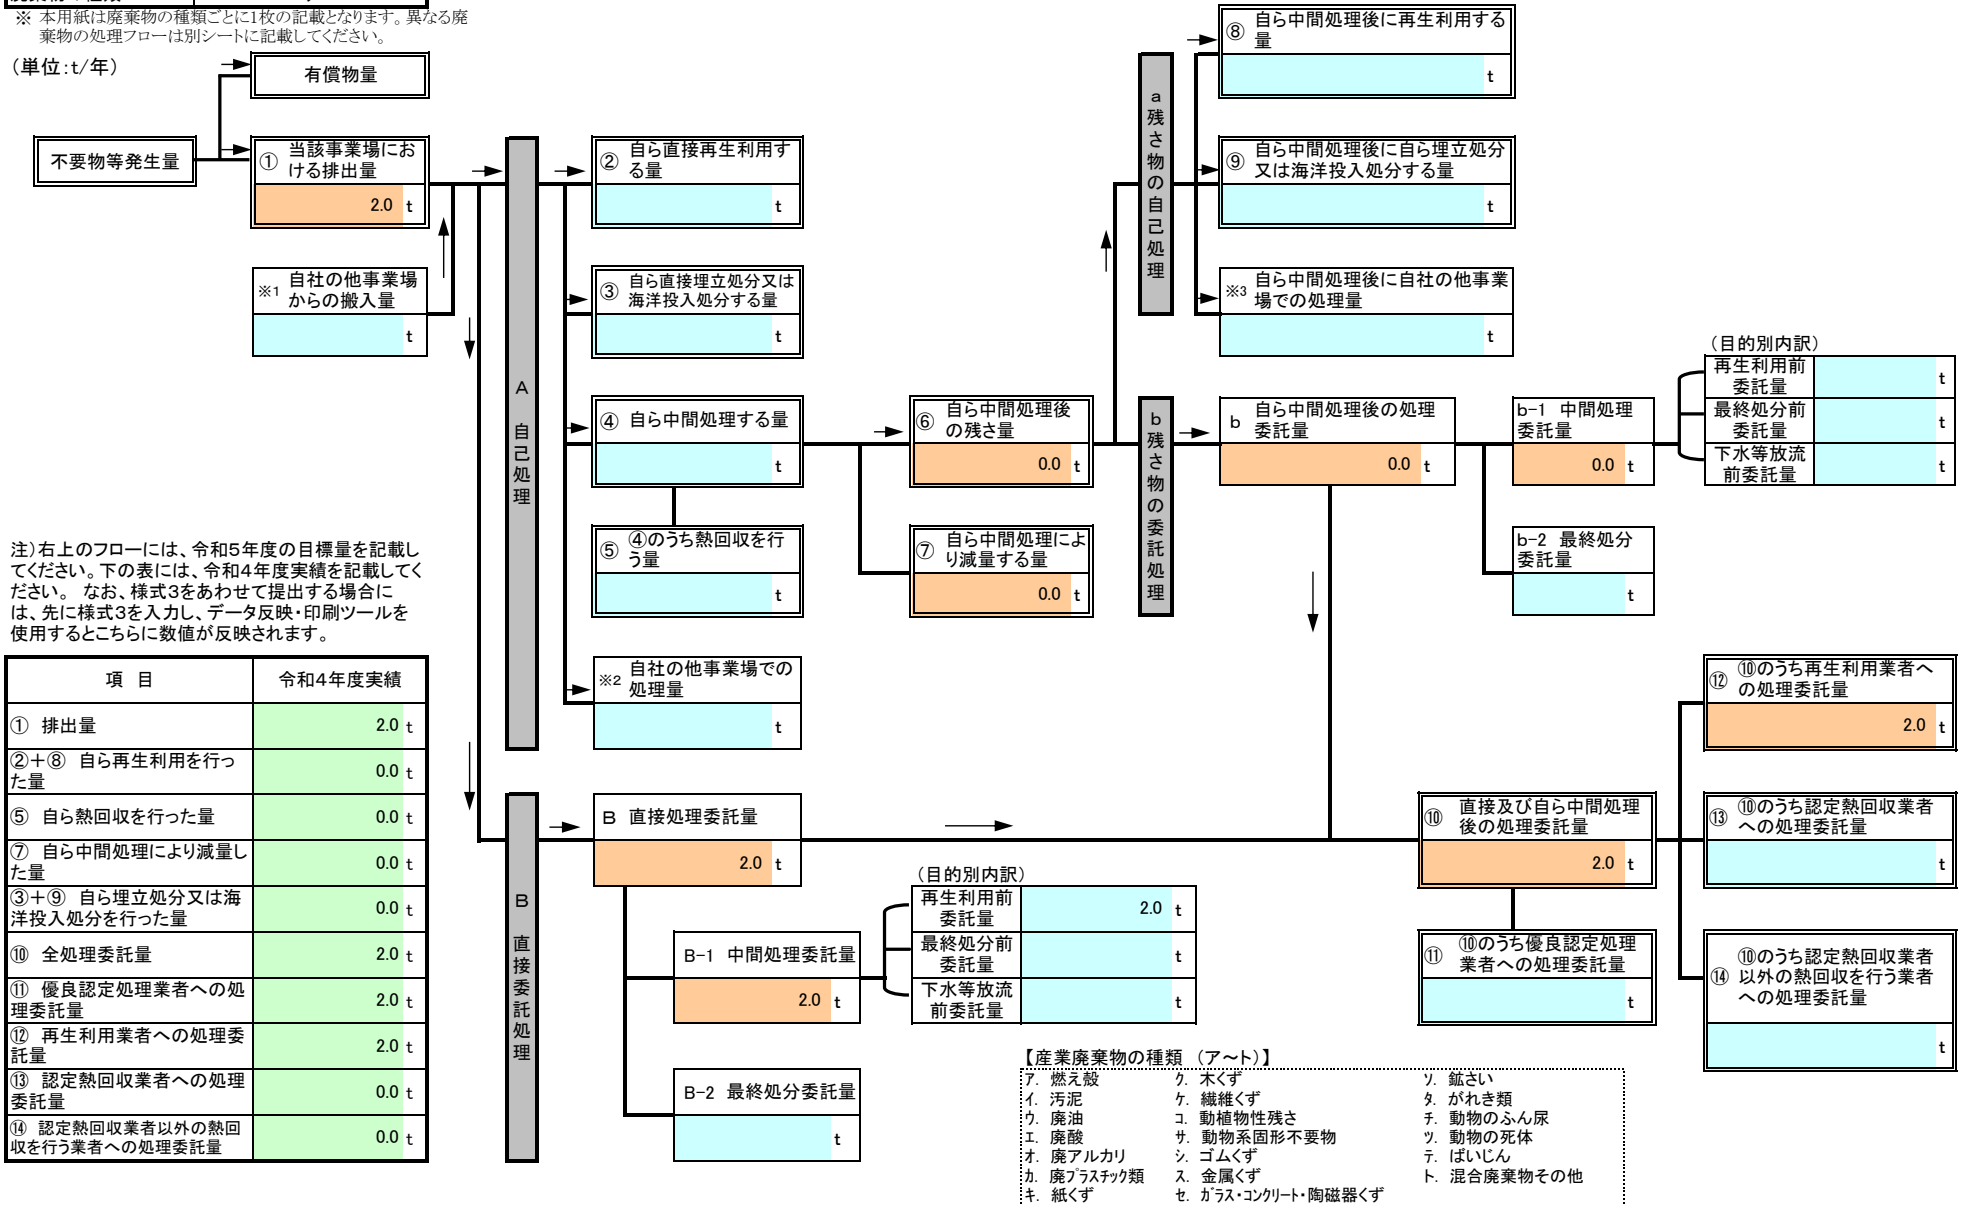 ※ 本用紙は廃棄物の種類ごとに1枚の記載となります。異なる廃
棄物の処理フローは別シートに記載してください。
（単位：t/年）
有償物量
不要物等発生量
① 当該事業場にお
ける排出量
2.0 t
※1 自社の他事業場
からの搬入量
t
A 自己処理
② 自ら直接再生利用す
る量
t
③ 自ら直接埋立処分又は
海洋投入処分する量
t
④ 自ら中間処理する量
t
⑤ ④のうち熱回収を行
う量
t
※2 自社の他事業場での
処理量
t
⑥ 自ら中間処理後
の残さ量
0.0 t
⑦ 自ら中間処理によ
り減量する量
0.0 t
a 残さ物の自己処理
⑧ 自ら中間処理後に再生利用する
量
t
⑨ 自ら中間処理後に自ら埋立処分
又は海洋投入処分する量
t
※3 自ら中間処理後に自社の他事業
場での処理量
t
b 残さ物の委託処理
b 自ら中間処理後の処理
委託量
0.0 t
b-1 中間処理
委託量
0.0 t
（目的別内訳）
再生利用前
委託量
t
最終処分前
委託量
t
下水等放流
前委託量
t
b-2 最終処分
委託量
t
注）右上のフローには、令和5年度の目標量を記載し
てください。下の表には、令和4年度実績を記載してく
ださい。 なお、様式3をあわせて提出する場合に
は、先に様式3を入力し、データ反映・印刷ツールを
使用するとこちらに数値が反映されます。
項 目 令和4年度実績
① 排出量 2.0 t
②＋⑧ 自ら再生利用を行っ
た量 0.0 t
⑤ 自ら熱回収を行った量 0.0 t
⑦ 自ら中間処理により減量し
た量 0.0 t
③＋⑨ 自ら埋立処分又は海
洋投入処分を行った量 0.0 t
⑩ 全処理委託量 2.0 t
⑪ 優良認定処理業者への処
理委託量 2.0 t
⑫ 再生利用業者への処理委
託量 2.0 t
⑬ 認定熱回収業者への処理
委託量 0.0 t
⑭ 認定熱回収業者以外の熱回
収を行う業者への処理委託量 0.0 t
B 直接委託処理
B 直接処理委託量
2.0 t
B-1 中間処理委託量
2.0 t
（目的別内訳）
再生利用前
委託量
2.0 t
最終処分前
委託量
t
下水等放流
前委託量
t
B-2 最終処分委託量
t
⑩ 直接及び自ら中間処理
後の処理委託量
2.0 t
⑪ ⑩のうち優良認定処理
業者への処理委託量
t
⑫ ⑩のうち再生利用業者へ
の処理委託量
2.0 t
⑬ ⑩のうち認定熱回収業者
への処理委託量
t
⑭ ⑩のうち認定熱回収業者
以外の熱回収を行う業者
への処理委託量
t
【産業廃棄物の種類 （ア～ト）】
ア. 燃え殻 ク. 木くず ソ. 鉱さい
イ. 汚泥 ケ. 繊維くず タ. がれき類
ウ. 廃油 コ. 動植物性残さ チ. 動物のふん尿
エ. 廃酸 サ. 動物系固形不要物 ツ. 動物の死体
オ. 廃アルカリ シ. ゴムくず テ. ばいじん
カ. 廃プラスチック類 ス. 金属くず ト. 混合廃棄物その他
キ. 紙くず セ. ガラス・コンクリート・陶磁器くず